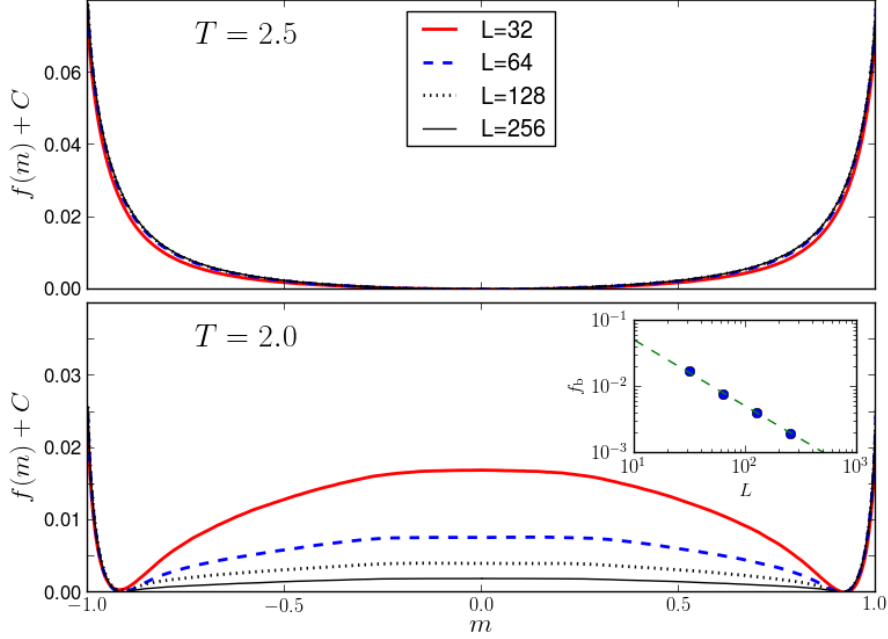 T = 2.5
L=32
L=64
L=128
L=256
f(m) + C
0.06
0.04
0.02
0.00
T = 2.0
f(m) + C
0.03
0.02
0.01
0.00
−1.0 −0.5 0.0 0.5 1.0
m
f_b
10^{-1}
10^{-2}
10^{-3}
10^1 10^2 10^3
L